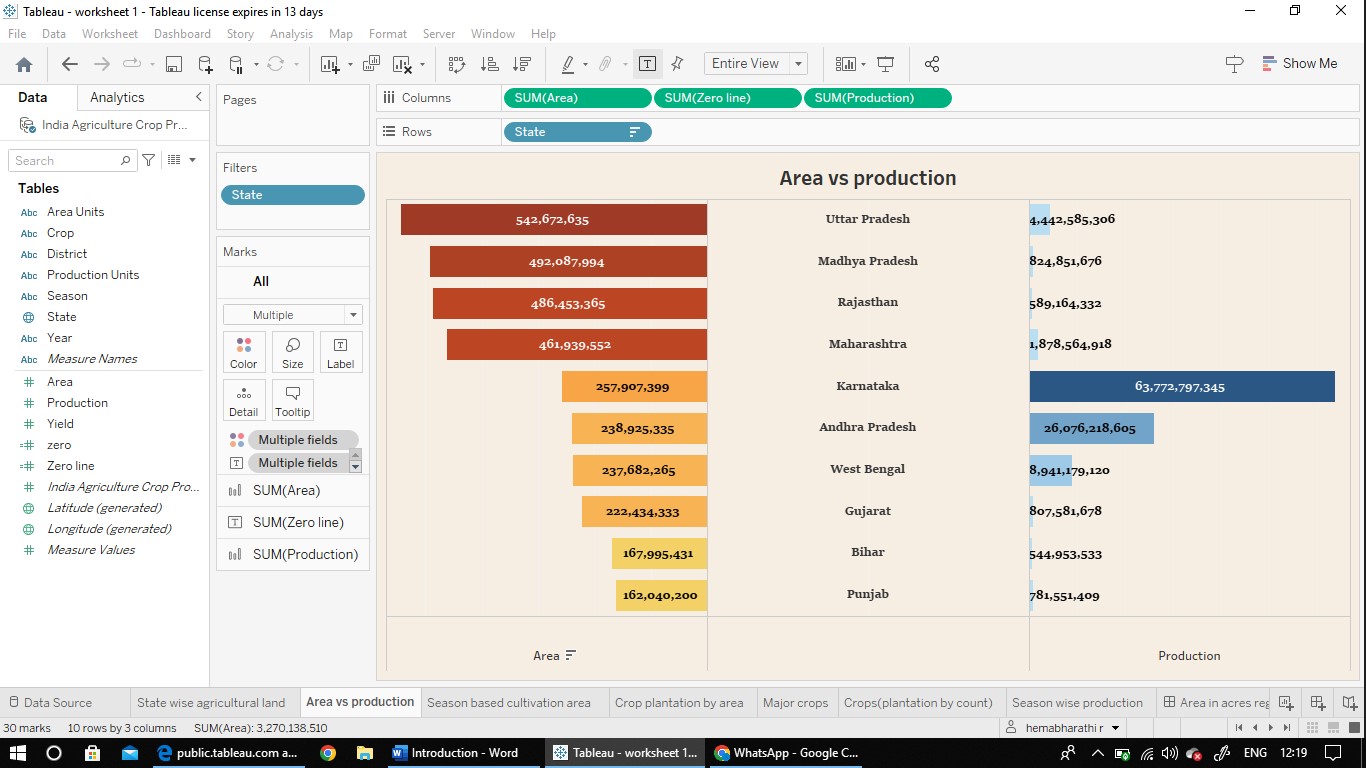 Tableau - worksheet 1 - Tableau license expires in 13 days
File Data Worksheet Dashboard Story Analysis Map Format Server Window Help
Entire View
Show Me
Data Analytics
India Agriculture Crop Pr...
Search
Tables
Abc Area Units
Abc Crop
Abc District
Abc Production Units
Abc Season
State
Abc Year
Abc Measure Names
# Area
# Production
# Yield
=# zero
=# Zero line
# India Agriculture Crop Pro...
Latitude (generated)
Longitude (generated)
# Measure Values
Pages
Filters
State
Marks
All
Multiple
Color Size Label
Detail Tooltip
Multiple fields
Multiple fields
SUM(Area)
SUM(Zero line)
SUM(Production)
Columns SUM(Area) SUM(Zero line) SUM(Production)
Rows State
Area vs production
542,672,635 Uttar Pradesh 4,442,585,306
492,087,994 Madhya Pradesh 824,851,676
486,453,365 Rajasthan 589,164,332
461,939,552 Maharashtra 1,878,564,918
257,907,399 Karnataka 63,772,797,345
238,925,335 Andhra Pradesh 26,076,218,605
237,682,265 West Bengal 8,941,179,120
222,434,333 Gujarat 807,581,678
167,995,431 Bihar 544,953,533
162,040,200 Punjab 781,551,409
Area Production
Data Source State wise agricultural land Area vs production Season based cultivation area Crop plantation by area Major crops Crops(plantation by count) Season wise production Area in acres reg
30 marks 10 rows by 3 columns SUM(Area): 3,270,138,510 hemabharathi r
public.tableau.com a... Introduction - Word Tableau - worksheet 1... WhatsApp - Google C... ENG 12:19